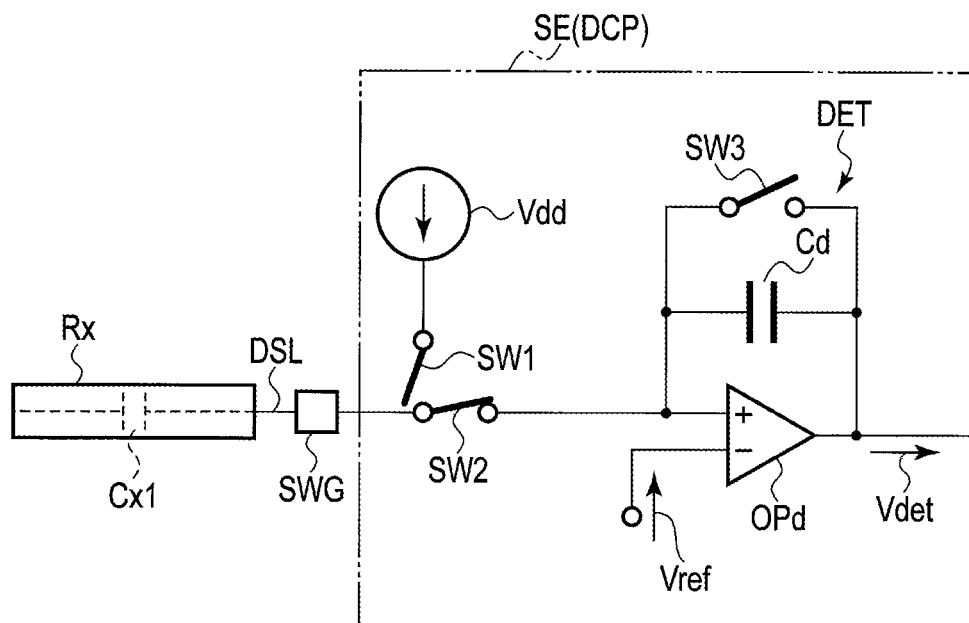 SE(DCP)
DET
SW3
Vdd
Cd
Rx
DSL
SW1
+
−
Cx1
SWG
SW2
OPd
Vdet
Vref